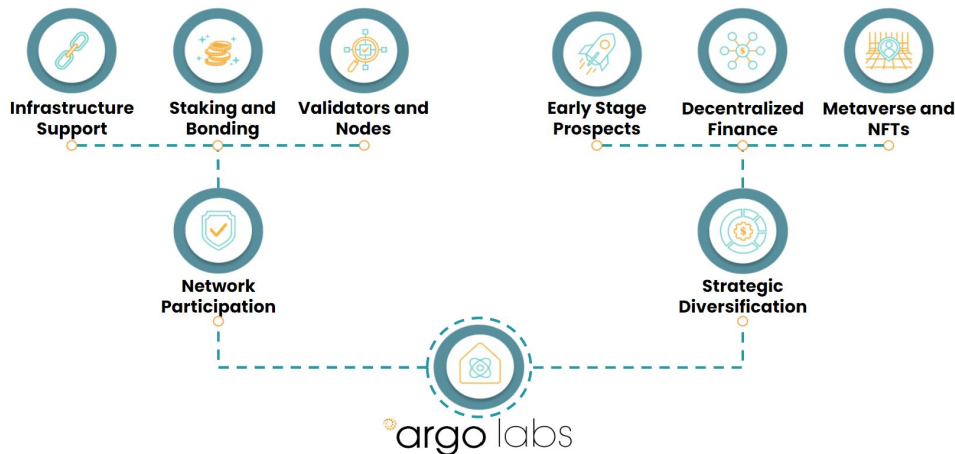 Infrastructure
Support
Staking and
Bonding
Validators and
Nodes
Early Stage
Prospects
Decentralized
Finance
Metaverse and
NFTs
Network
Participation
Strategic
Diversification
argo labs